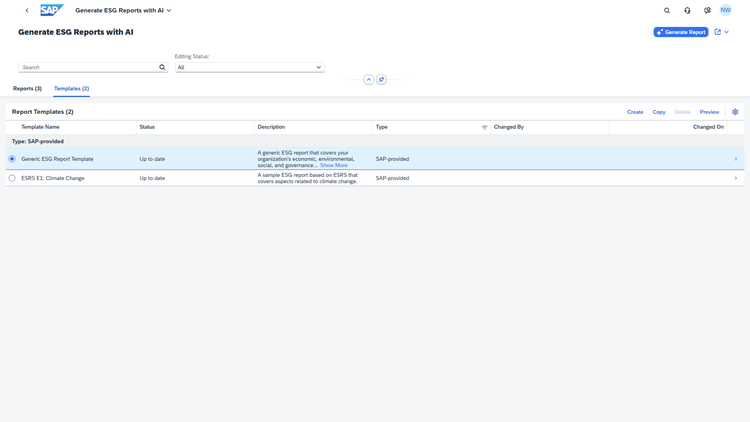 SAP
Generate ESG Reports with AI
NW
Generate ESG Reports with AI
Generate Report
Editing Status:
Search
All
Reports (3)
Templates (2)
Report Templates (2)
Create
Copy
Delete
Preview
Template Name
Status
Description
Type
Changed By
Changed On
Type: SAP-provided
Generic ESG Report Template
Up to date
A generic ESG report that covers your
organization's economic, environmental,
social, and governance... Show More
SAP-provided
ESRS E1: Climate Change
Up to date
A sample ESG report based on ESRS that
covers aspects related to climate change.
SAP-provided